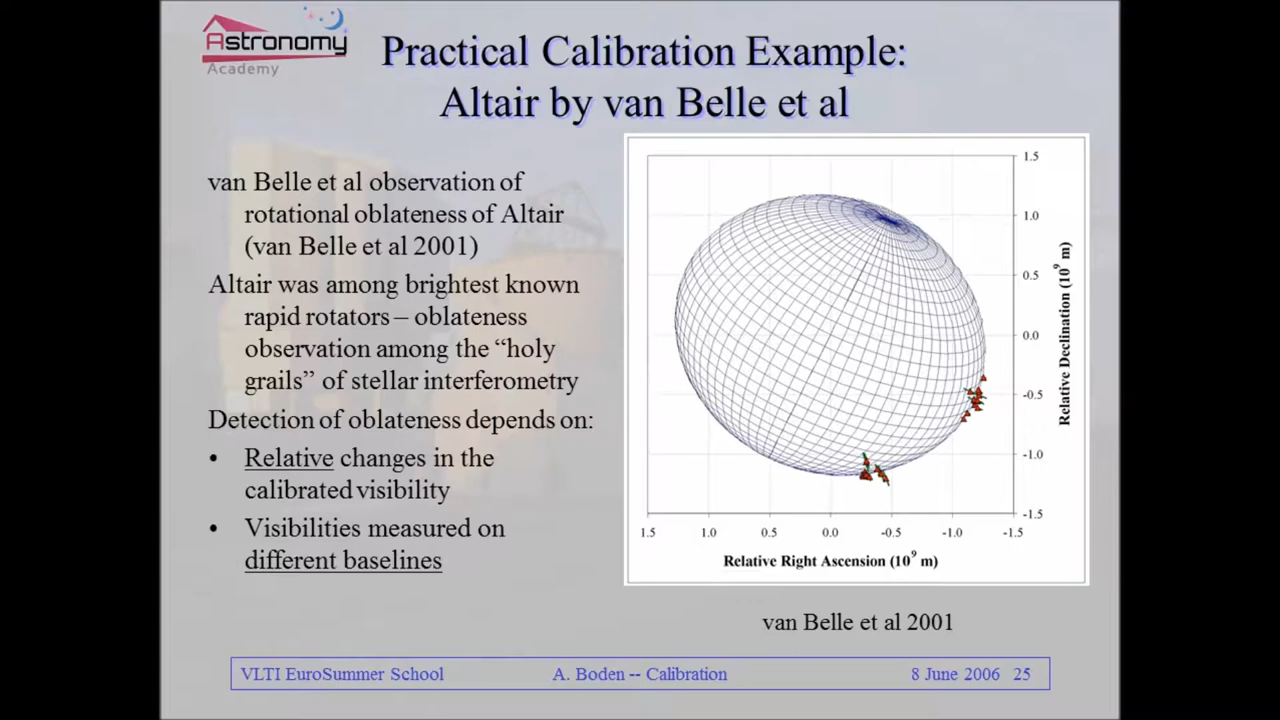 Astronomy
Academy
Practical Calibration Example:
Altair by van Belle et al
van Belle et al observation of
rotational oblateness of Altair
(van Belle et al 2001)
Altair was among brightest known
rapid rotators – oblateness
observation among the “holy
grails” of stellar interferometry
Detection of oblateness depends on:
• Relative changes in the
calibrated visibility
• Visibilities measured on
different baselines
1.5
1.0
0.5
0.0
-0.5
-1.0
-1.5
Relative Declination (10^9 m)
1.5 1.0 0.5 0.0 -0.5 -1.0 -1.5
Relative Right Ascension (10^9 m)
van Belle et al 2001
VLTI EuroSummer School A. Boden -- Calibration 8 June 2006 25